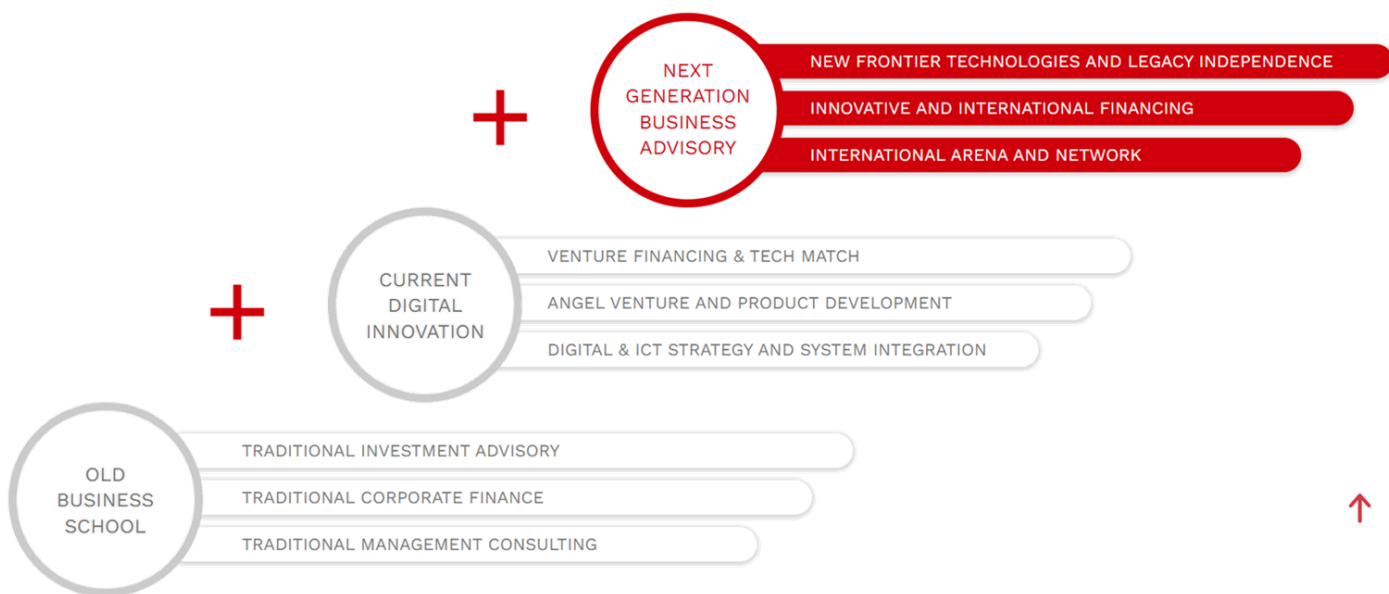 NEXT
GENERATION
BUSINESS
ADVISORY
NEW FRONTIER TECHNOLOGIES AND LEGACY INDEPENDENCE
INNOVATIVE AND INTERNATIONAL FINANCING
INTERNATIONAL ARENA AND NETWORK
+
CURRENT
DIGITAL
INNOVATION
VENTURE FINANCING & TECH MATCH
ANGEL VENTURE AND PRODUCT DEVELOPMENT
DIGITAL & ICT STRATEGY AND SYSTEM INTEGRATION
+
OLD
BUSINESS
SCHOOL
TRADITIONAL INVESTMENT ADVISORY
TRADITIONAL CORPORATE FINANCE
TRADITIONAL MANAGEMENT CONSULTING